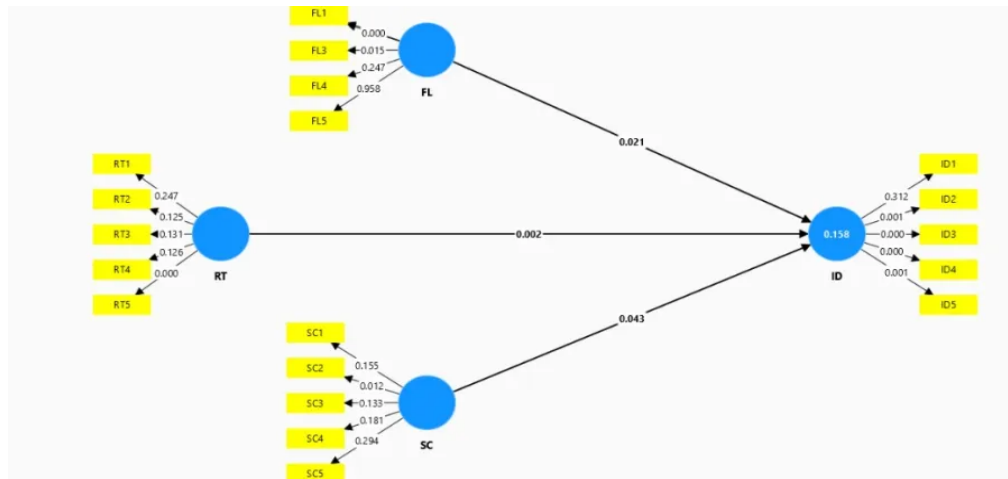 FL1
FL3
FL4
FL5
0.000
0.015
0.247
0.958
FL
0.021
RT1
RT2
RT3
RT4
RT5
0.247
0.125
0.131
0.126
0.000
RT
0.002
0.158
ID
ID1
ID2
ID3
ID4
ID5
0.312
0.001
0.000
0.000
0.001
0.043
SC1
SC2
SC3
SC4
SC5
0.155
0.012
0.133
0.181
0.294
SC